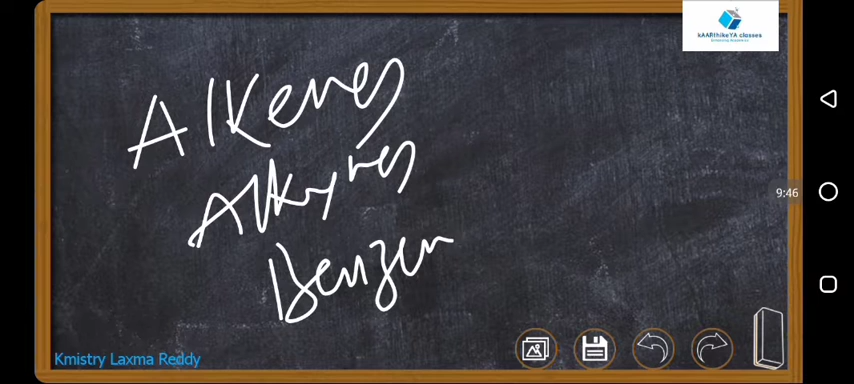 kAARthikeYA classes
Alkenes
Alkynes
9:46
Benzen
Kmistry Laxma Reddy